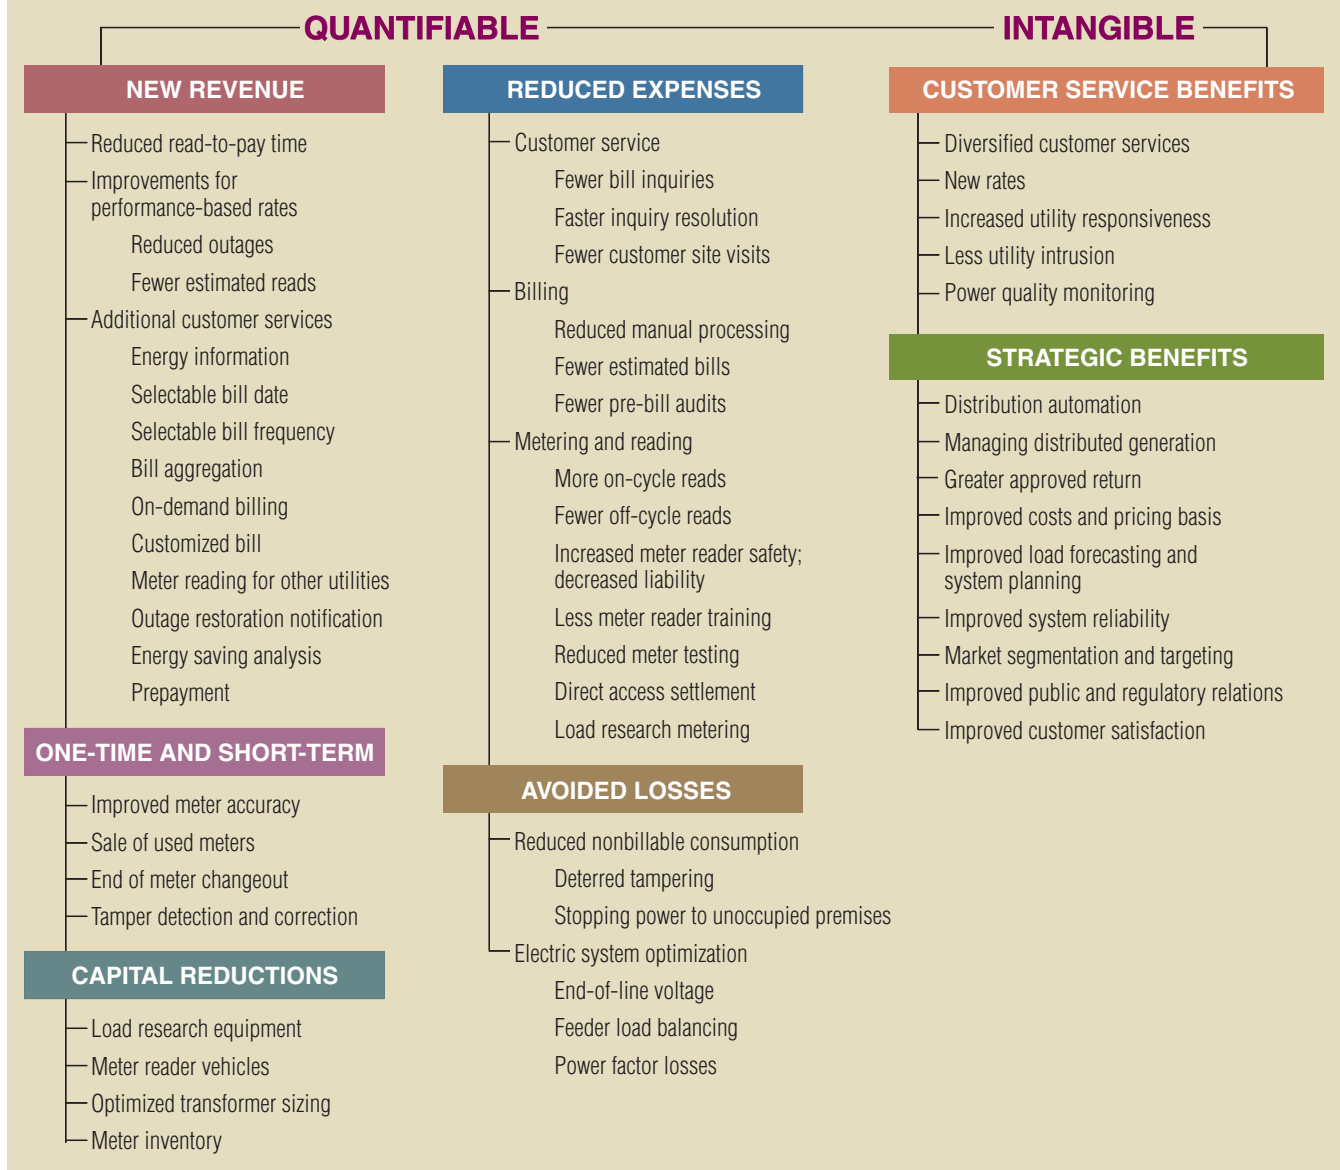 QUANTIFIABLE
INTANGIBLE
NEW REVENUE
Reduced read-to-pay time
Improvements for
performance-based rates
Reduced outages
Fewer estimated reads
Additional customer services
Energy information
Selectable bill date
Selectable bill frequency
Bill aggregation
On-demand billing
Customized bill
Meter reading for other utilities
Outage restoration notification
Energy saving analysis
Prepayment
ONE-TIME AND SHORT-TERM
Improved meter accuracy
Sale of used meters
End of meter changeout
Tamper detection and correction
CAPITAL REDUCTIONS
Load research equipment
Meter reader vehicles
Optimized transformer sizing
Meter inventory
REDUCED EXPENSES
Customer service
Fewer bill inquiries
Faster inquiry resolution
Fewer customer site visits
Billing
Reduced manual processing
Fewer estimated bills
Fewer pre-bill audits
Metering and reading
More on-cycle reads
Fewer off-cycle reads
Increased meter reader safety;
decreased liability
Less meter reader training
Reduced meter testing
Direct access settlement
Load research metering
AVOIDED LOSSES
Reduced nonbillable consumption
Deterred tampering
Stopping power to unoccupied premises
Electric system optimization
End-of-line voltage
Feeder load balancing
Power factor losses
CUSTOMER SERVICE BENEFITS
Diversified customer services
New rates
Increased utility responsiveness
Less utility intrusion
Power quality monitoring
STRATEGIC BENEFITS
Distribution automation
Managing distributed generation
Greater approved return
Improved costs and pricing basis
Improved load forecasting and
system planning
Improved system reliability
Market segmentation and targeting
Improved public and regulatory relations
Improved customer satisfaction